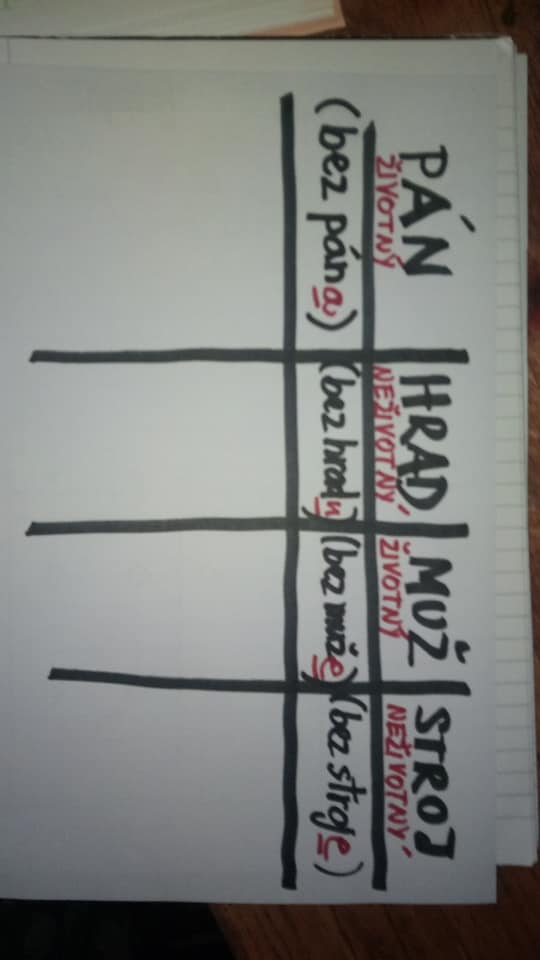 PÁN HRAD MUŽ STROJ
ŽIVOTNÝ NEŽIVOTNÝ ŽIVOTNÝ NEŽIVOTNÝ
(bez pána) (bez hradu) (bez muže) (bez stroje)